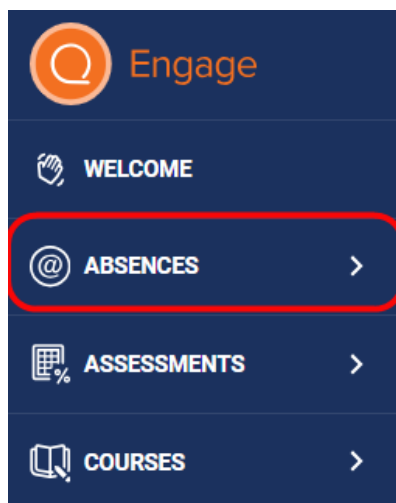 Engage
WELCOME
@ ABSENCES
% ASSESSMENTS
COURSES